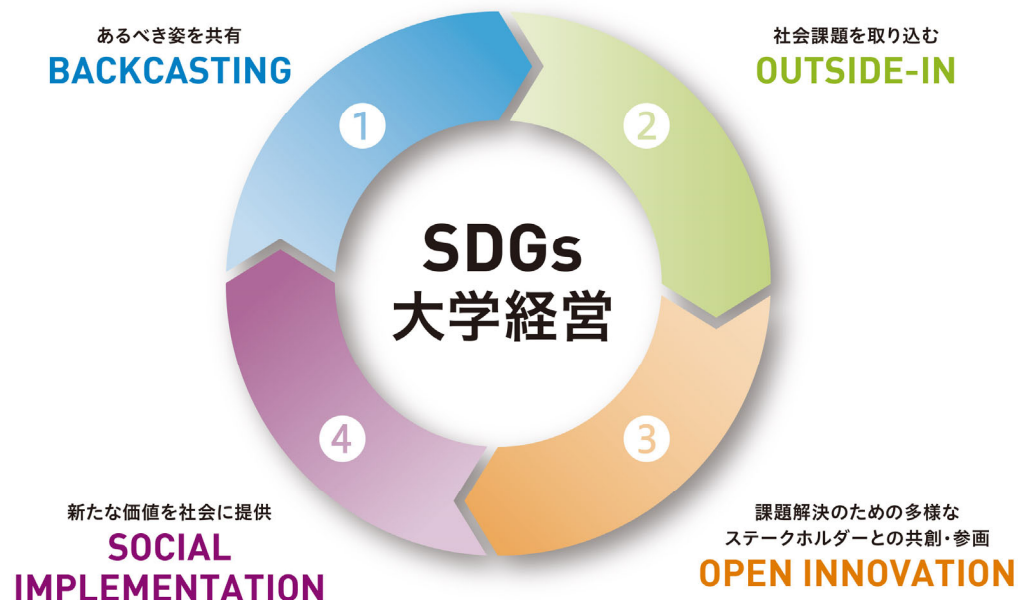 あるべき姿を共有
BACKCASTING
1
社会課題を取り込む
OUTSIDE-IN
2
SDGs
大学経営
3
課題解決のための多様な
ステークホルダーとの共創・参画
OPEN INNOVATION
4
新たな価値を社会に提供
SOCIAL
IMPLEMENTATION